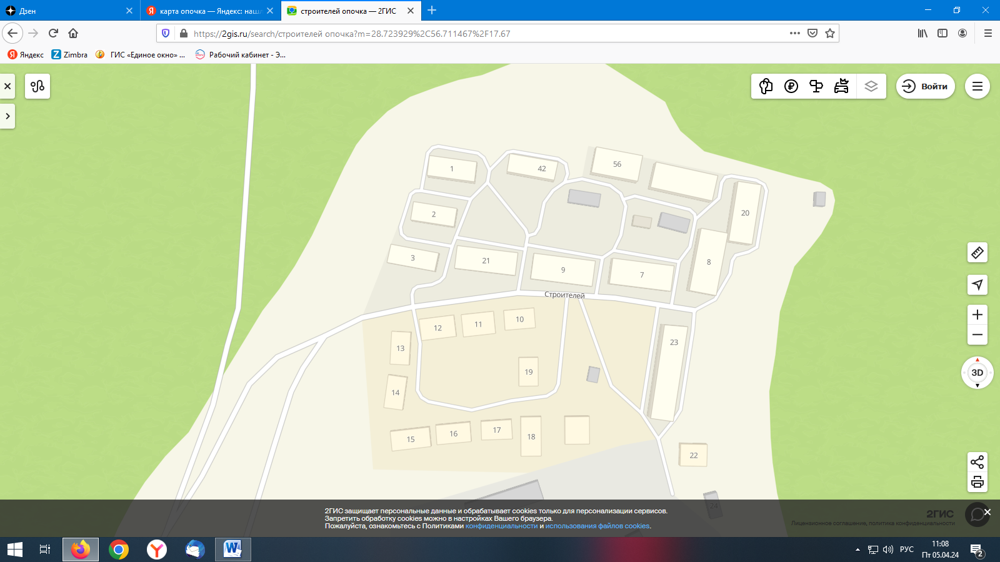 Дзен
карта опочка — Яндекс: наш
строителей опочка — 2ГИС
https://2gis.ru/search/строителей опочка?m=28.723929%2C56.711467%2F17.67
Яндекс
Zimbra
ГИС «Единое окно» ...
Рабочий кабинет - Э...
Войти
1
42
56
2
20
3
21
9
7
8
Строителей
12
11
10
13
23
19
14
15
16
17
18
22
3D
24
2ГИС защищает персональные данные и обрабатывает cookies только для персонализации сервисов.
Запретить обработку cookies можно в настройках Вашего браузера.
Пожалуйста, ознакомьтесь с Политиками конфиденциальности и использования файлов cookies.
2ГИС
Лицензионное соглашение, политика конфиденциальности
РУС
11:08
Пт 05.04.24
2